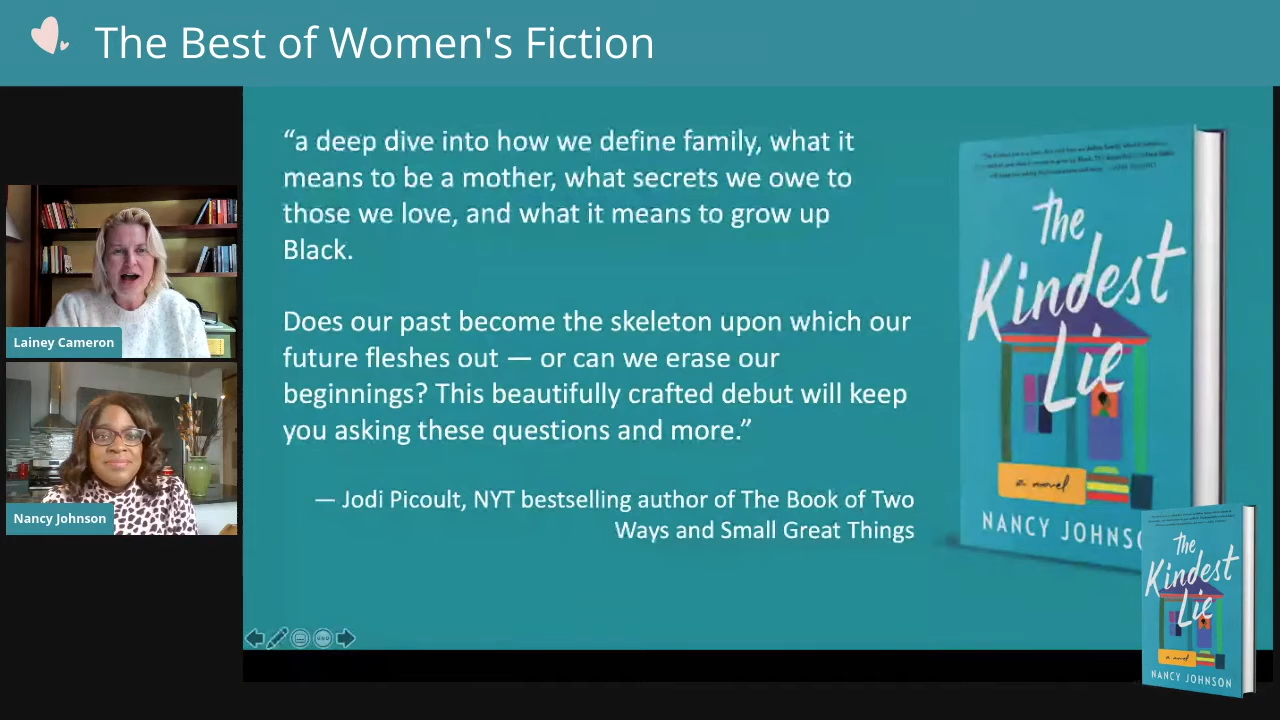 The Best of Women's Fiction
“a deep dive into how we define family, what it
means to be a mother, what secrets we owe to
those we love, and what it means to grow up
Black.
Does our past become the skeleton upon which our
future fleshes out — or can we erase our
beginnings? This beautifully crafted debut will keep
you asking these questions and more.”
— Jodi Picoult, NYT bestselling author of The Book of Two
Ways and Small Great Things
Lainey Cameron
Nancy Johnson
The
Kindest
Lie
a novel
NANCY JOHNSO
The
Kindest
Lie
a novel
NANCY JOHNSON